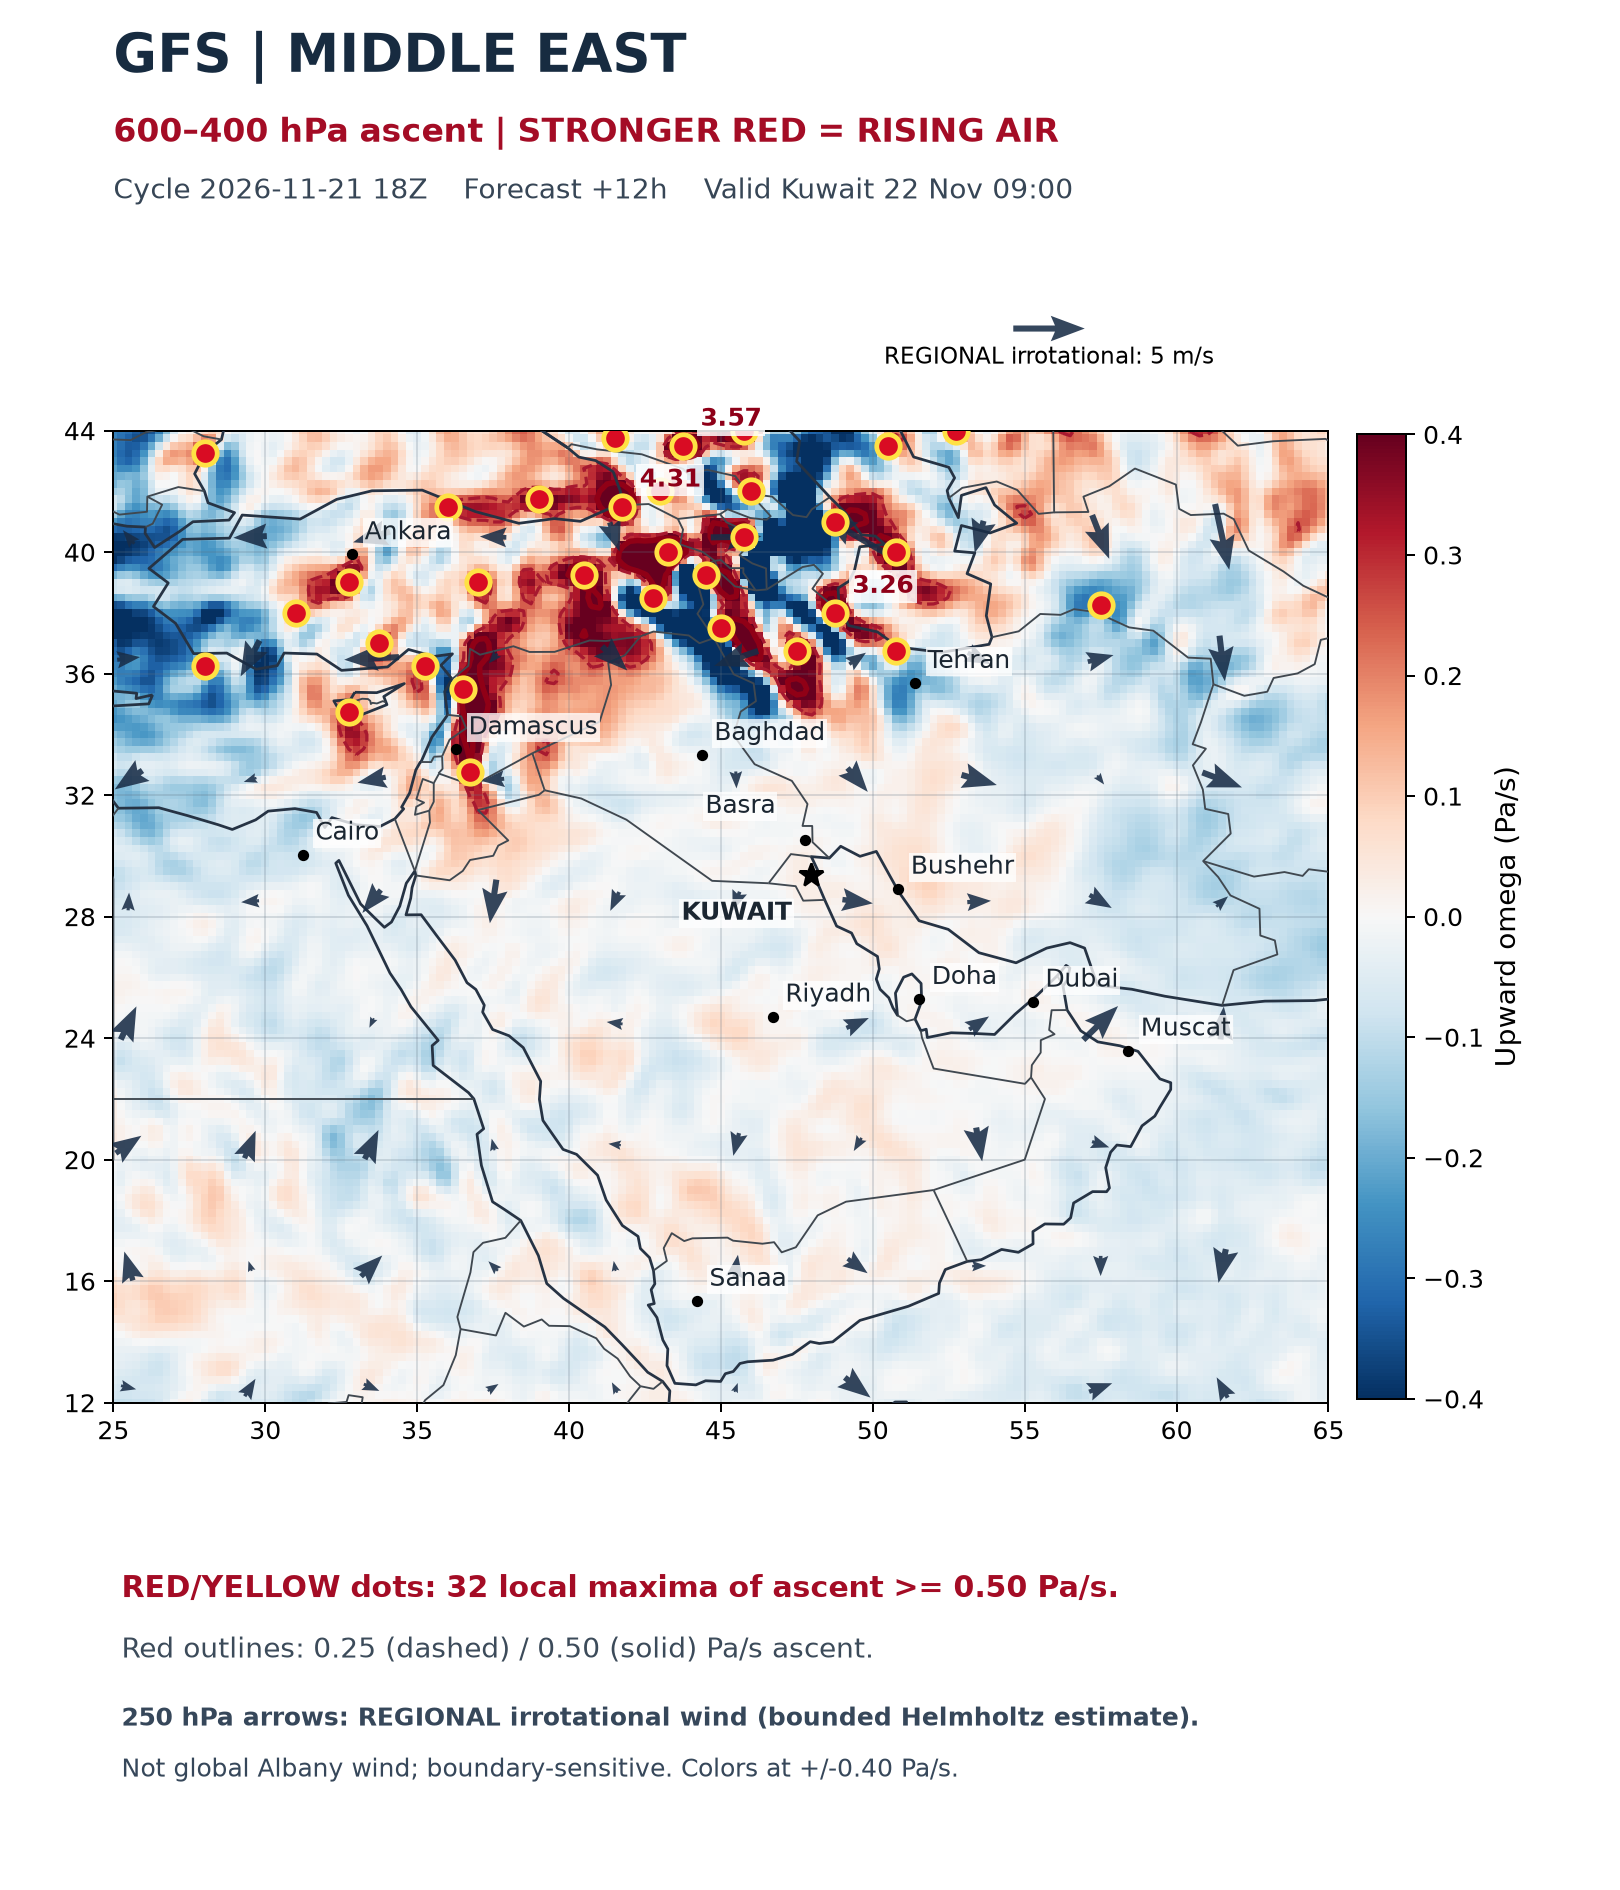 GFS | MIDDLE EAST
600–400 hPa ascent | STRONGER RED = RISING AIR
Cycle 2026-11-21 18Z    Forecast +12h    Valid Kuwait 22 Nov 09:00
REGIONAL irrotational: 5 m/s
3.57
44
0.4
4.31
Ankara
40
0.3
3.26
Tehran
36
0.2
Damascus
Baghdad
32
0.1
Basra
Cairo
Bushehr
28
KUWAIT
0.0
Upward omega (Pa/s)
Riyadh
Doha
Dubai
24
Muscat
−0.1
20
−0.2
16
Sanaa
−0.3
12
−0.4
25
30
35
40
45
50
55
60
65
RED/YELLOW dots: 32 local maxima of ascent >= 0.50 Pa/s.
Red outlines: 0.25 (dashed) / 0.50 (solid) Pa/s ascent.
250 hPa arrows: REGIONAL irrotational wind (bounded Helmholtz estimate).
Not global Albany wind; boundary-sensitive. Colors at +/-0.40 Pa/s.